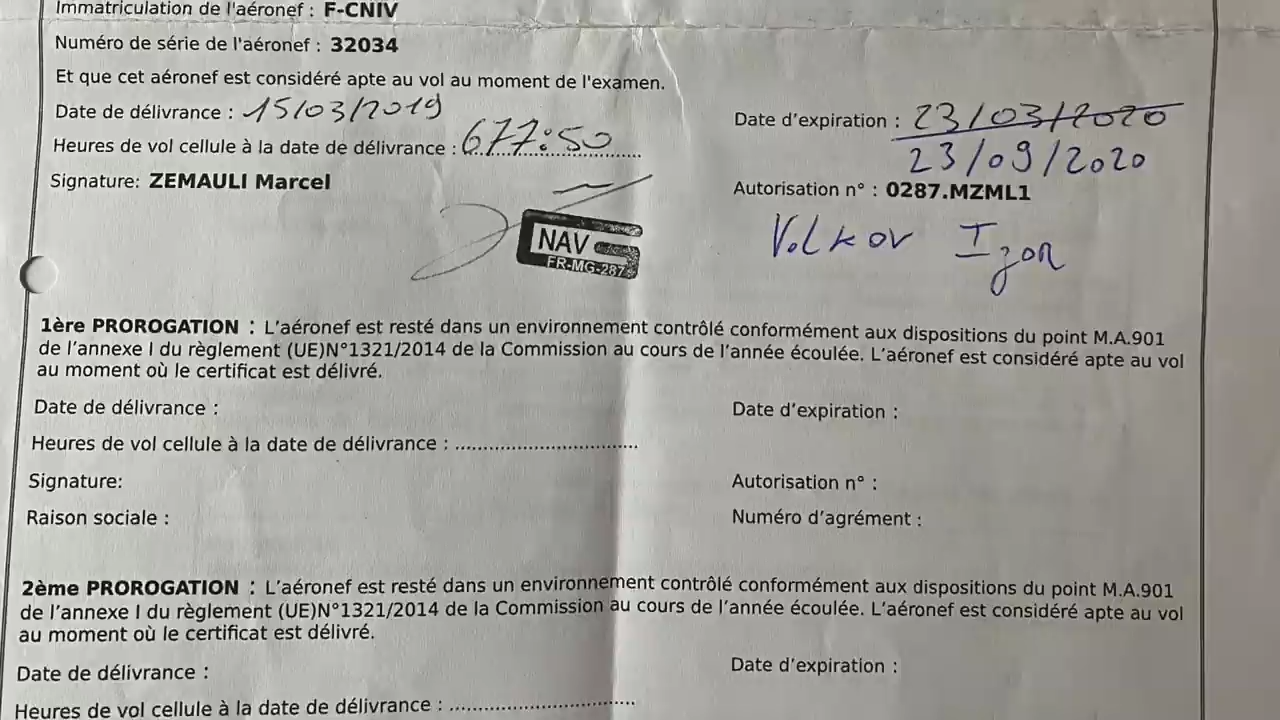 Immatriculation de l'aéronef : F-CNIV
Numéro de série de l'aéronef : 32034
Et que cet aéronef est considéré apte au vol au moment de l'examen.
Date de délivrance : 15/03/2019
Date d'expiration : 23/03/2020
23/09/2020
Heures de vol cellule à la date de délivrance : 677:50
Signature: ZEMAULI Marcel
Autorisation n° : 0287.MZML1
Volkov Igor
NAV
FR-MG-287
1ère PROROGATION : L'aéronef est resté dans un environnement contrôlé conformément aux dispositions du point M.A.901
de l'annexe I du règlement (UE)N°1321/2014 de la Commission au cours de l'année écoulée. L'aéronef est considéré apte au vol
au moment où le certificat est délivré.
Date de délivrance :
Date d'expiration :
Heures de vol cellule à la date de délivrance : ................................
Signature:
Autorisation n° :
Raison sociale :
Numéro d'agrément :
2ème PROROGATION : L'aéronef est resté dans un environnement contrôlé conformément aux dispositions du point M.A.901
de l'annexe I du règlement (UE)N°1321/2014 de la Commission au cours de l'année écoulée. L'aéronef est considéré apte au vol
au moment où le certificat est délivré.
Date de délivrance :
Date d'expiration :
Heures de vol cellule à la date de délivrance : ................................